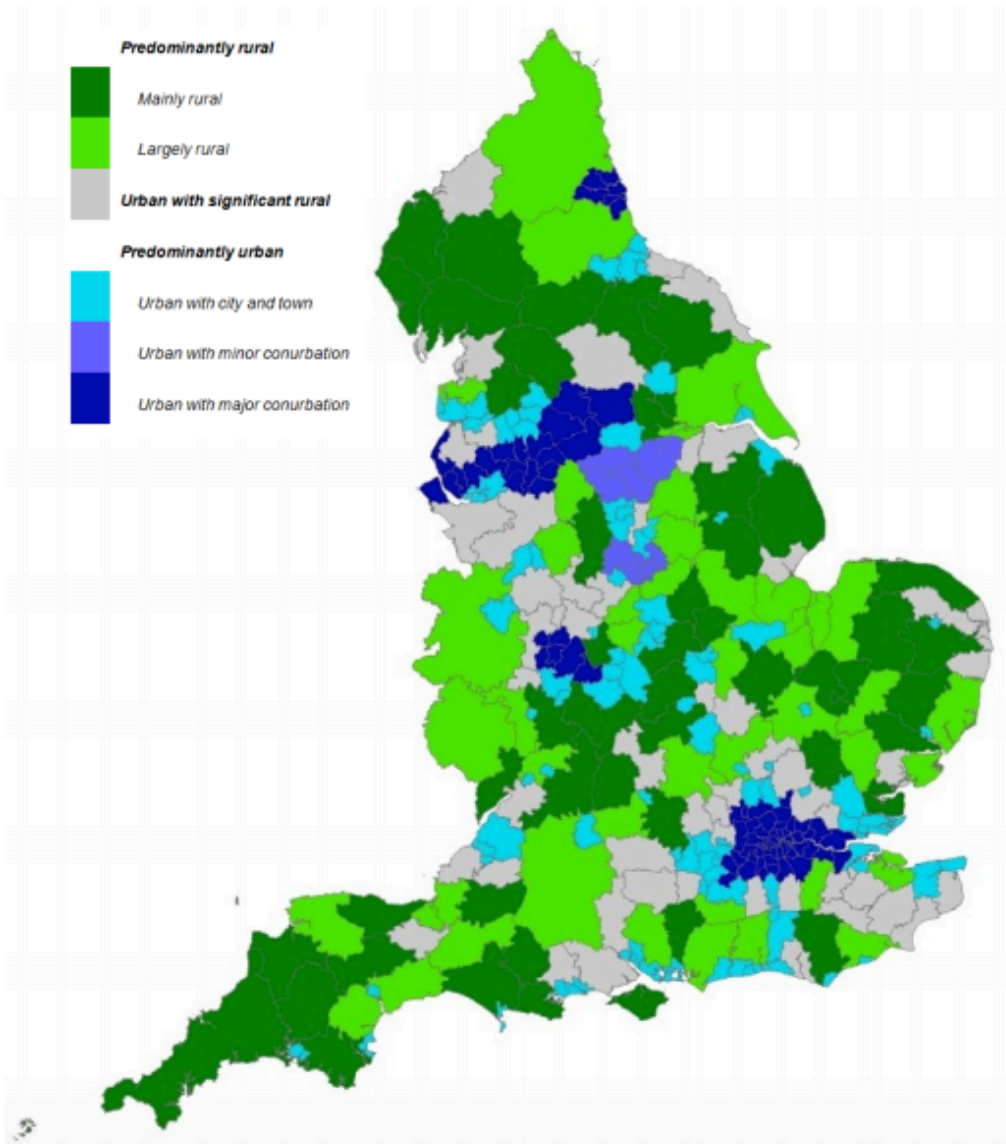 Predominantly rural
Mainly rural
Largely rural
Urban with significant rural
Predominantly urban
Urban with city and town
Urban with minor conurbation
Urban with major conurbation